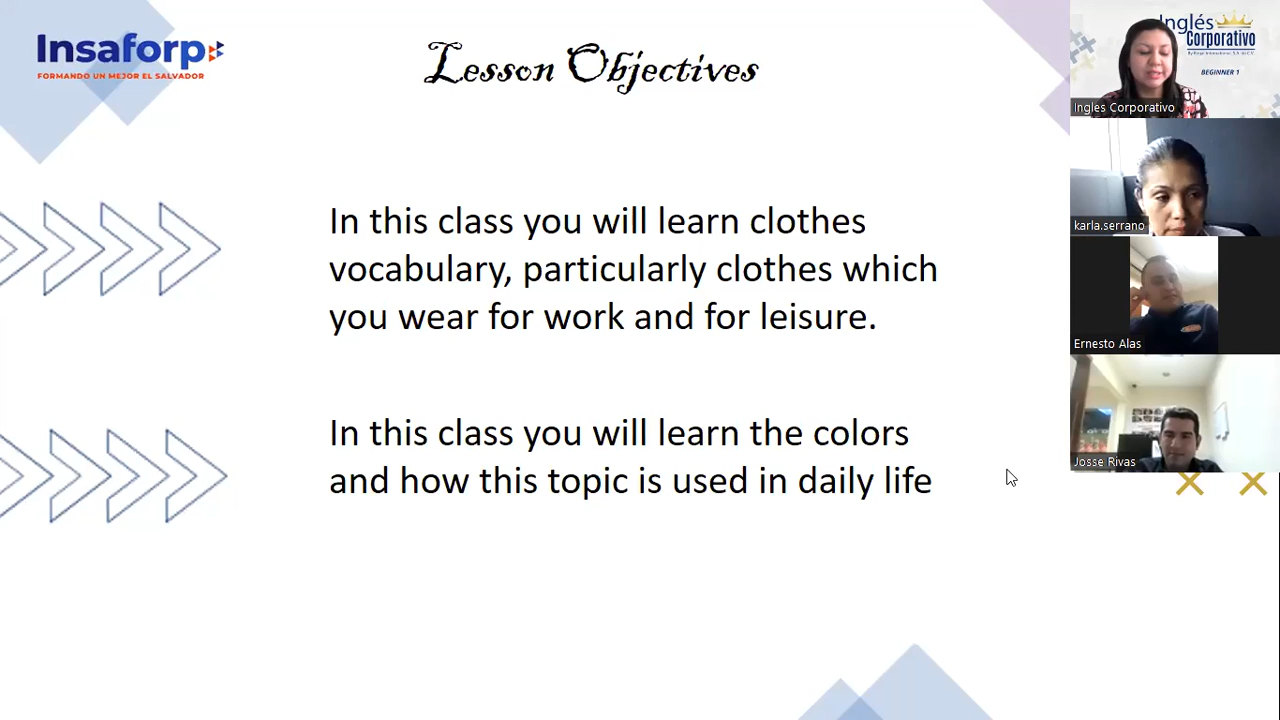 Insaforp
FORMANDO UN MEJOR EL SALVADOR
Lesson Objectives
In this class you will learn clothes
vocabulary, particularly clothes which
you wear for work and for leisure.
In this class you will learn the colors
and how this topic is used in daily life
Inglés
Corporativo
BEGINNER 1
Ingles Corporativo
karla.serrano
Ernesto Alas
Josse Rivas